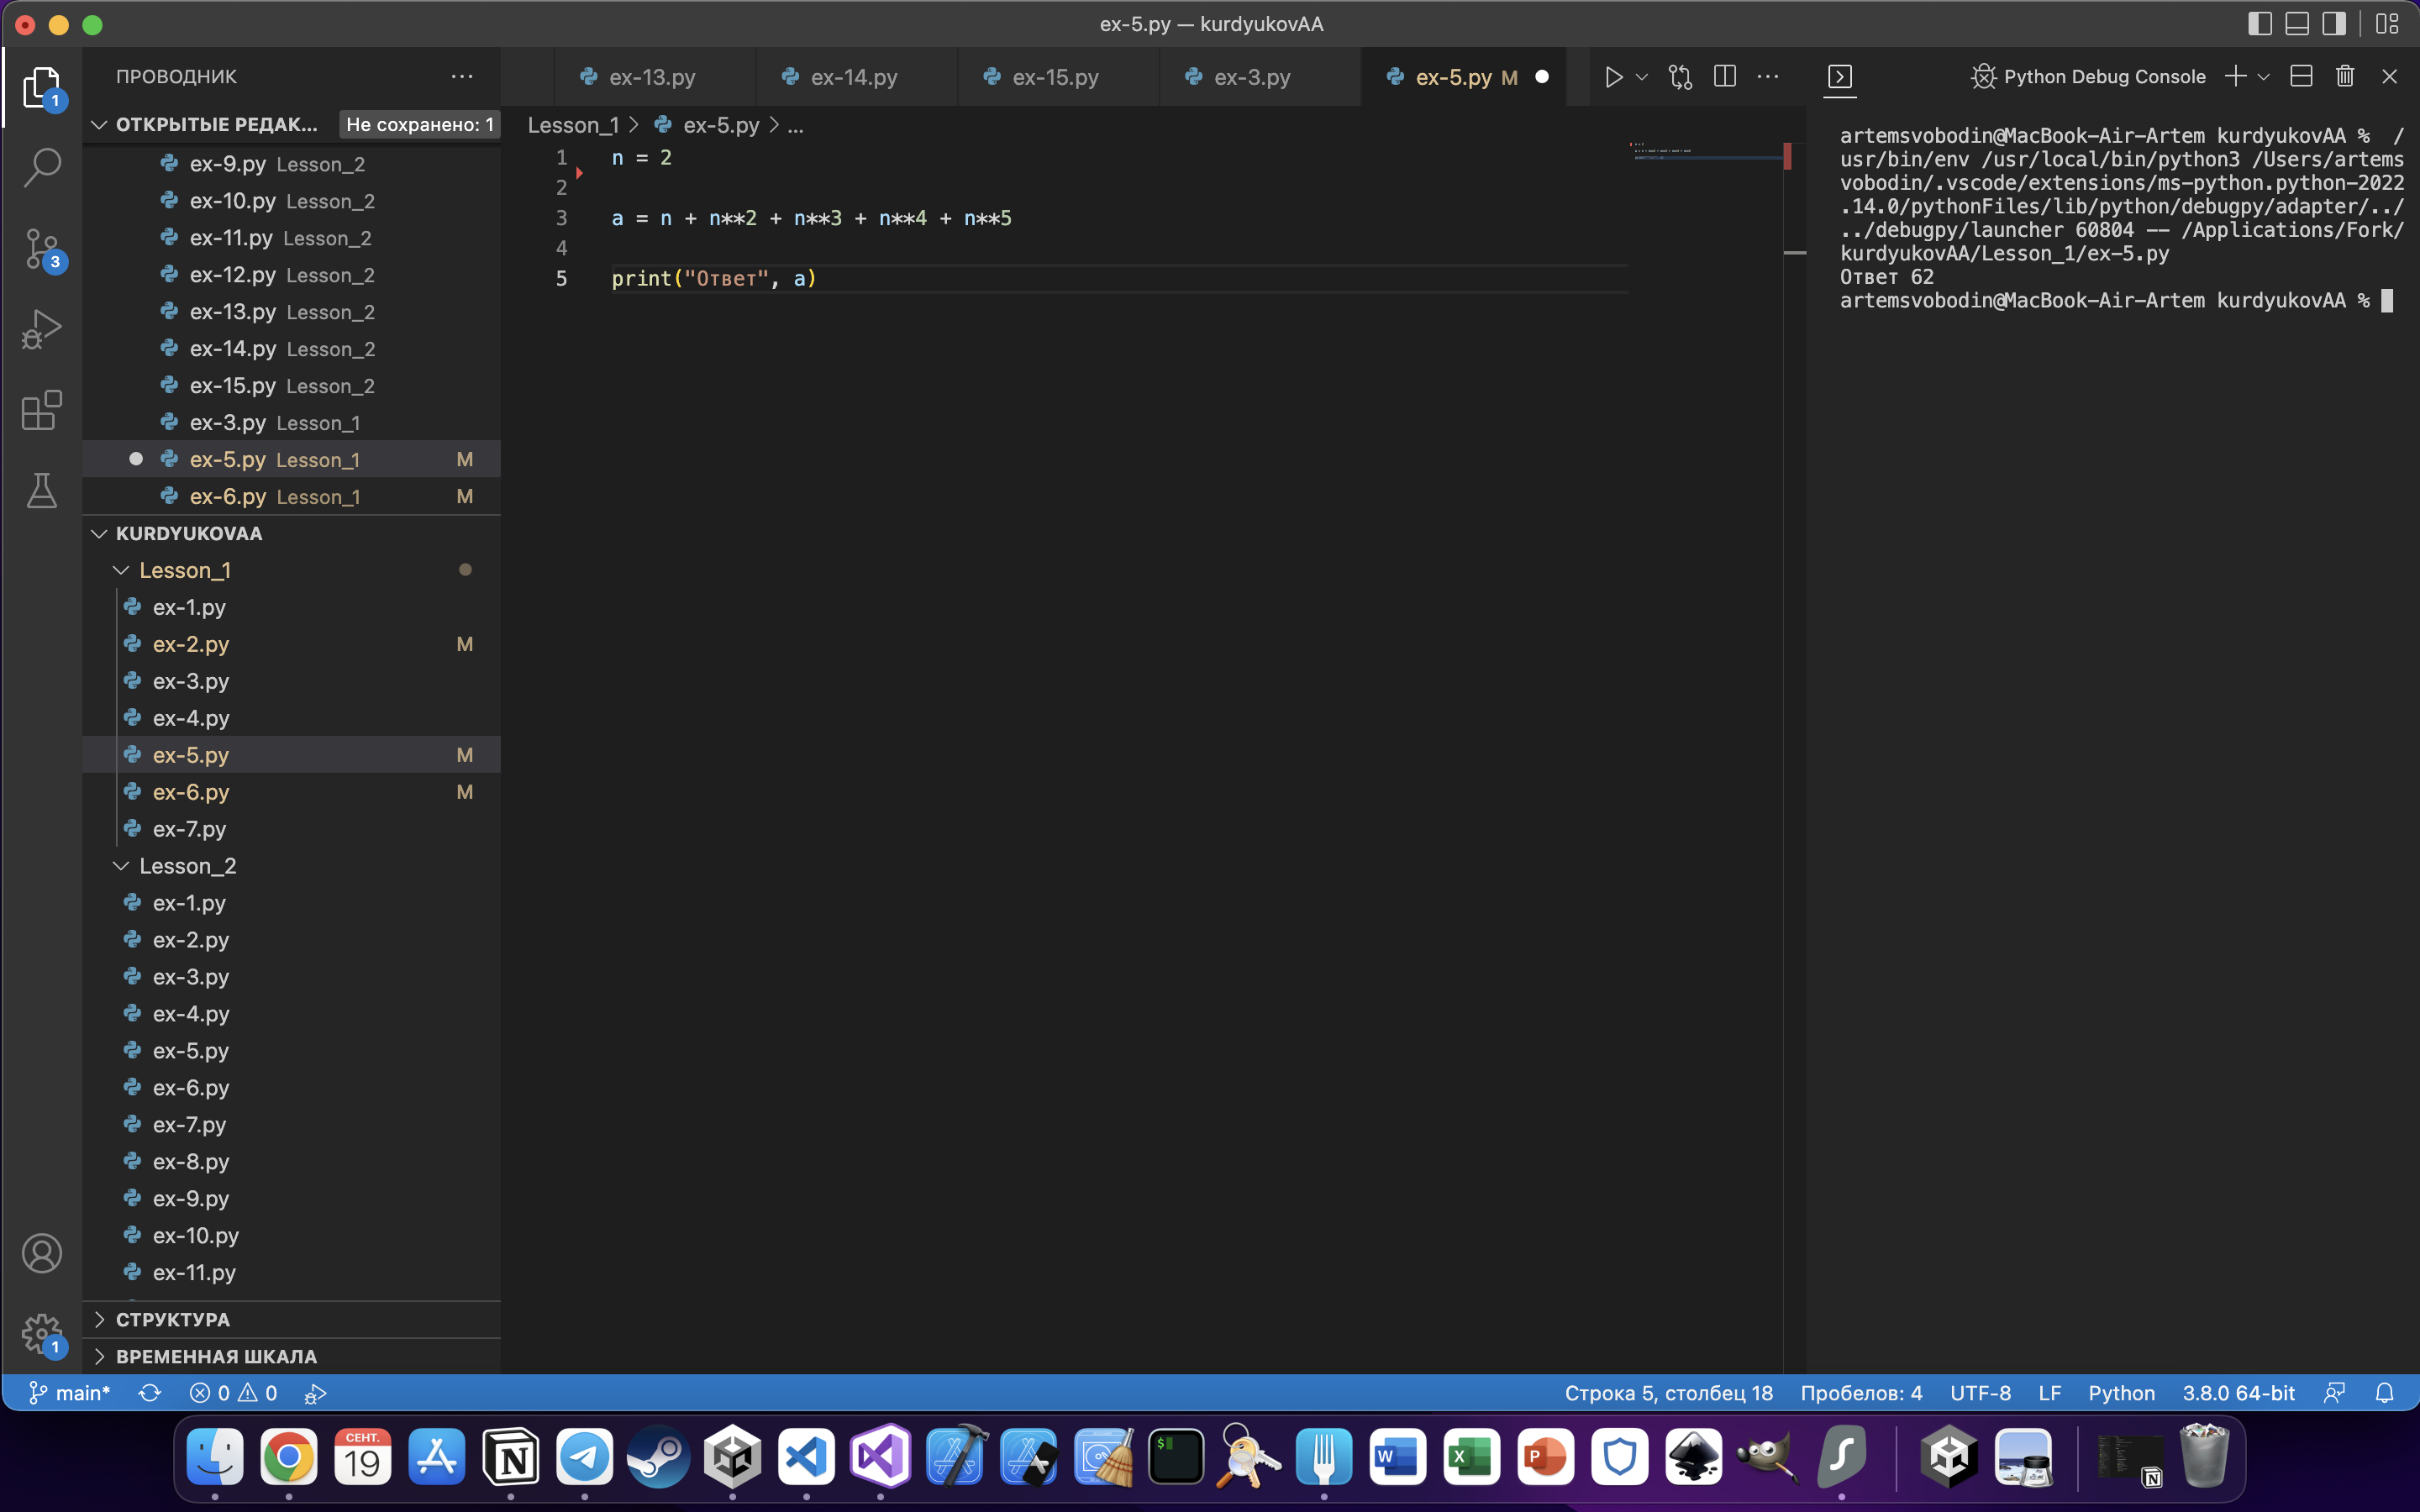 ex-5.py — kurdyukovAA
ПРОВОДНИК
ОТКРЫТЫЕ РЕДАК... Не сохранено: 1
ex-9.py Lesson_2
ex-10.py Lesson_2
ex-11.py Lesson_2
ex-12.py Lesson_2
ex-13.py Lesson_2
ex-14.py Lesson_2
ex-15.py Lesson_2
ex-3.py Lesson_1
ex-5.py Lesson_1 M
ex-6.py Lesson_1 M
KURDYUKOVAA
Lesson_1
ex-1.py
ex-2.py M
ex-3.py
ex-4.py
ex-5.py M
ex-6.py M
ex-7.py
Lesson_2
ex-1.py
ex-2.py
ex-3.py
ex-4.py
ex-5.py
ex-6.py
ex-7.py
ex-8.py
ex-9.py
ex-10.py
ex-11.py
СТРУКТУРА
ВРЕМЕННАЯ ШКАЛА
1
3
1
ex-13.py ex-14.py ex-15.py ex-3.py ex-5.py M
Lesson_1 > ex-5.py > ...
1 n = 2
2
3 a = n + n**2 + n**3 + n**4 + n**5
4
5 print("Ответ", a)
Python Debug Console
artemsvobodin@MacBook-Air-Artem kurdyukovAA %  /
usr/bin/env /usr/local/bin/python3 /Users/artems
vobodin/.vscode/extensions/ms-python.python-2022
.14.0/pythonFiles/lib/python/debugpy/adapter/../
../debugpy/launcher 60804 -- /Applications/Fork/
kurdyukovAA/Lesson_1/ex-5.py
Ответ 62
artemsvobodin@MacBook-Air-Artem kurdyukovAA %
main* 0 0 Строка 5, столбец 18 Пробелов: 4 UTF-8 LF Python 3.8.0 64-bit
СЕНТ.
19
N
$
W
X
P
N